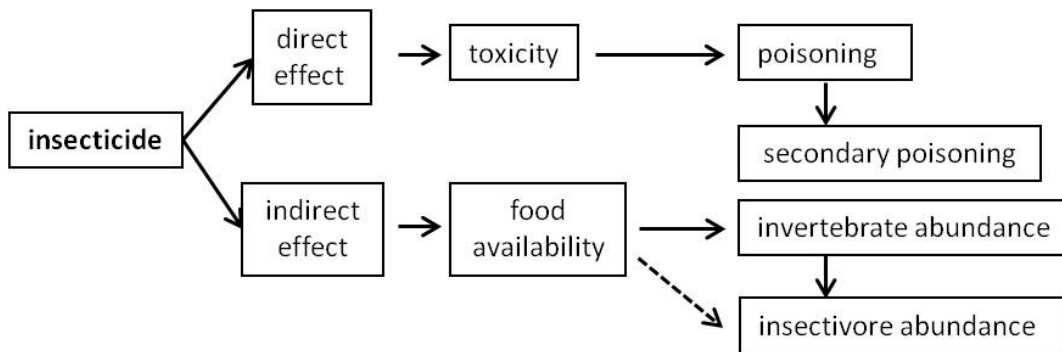 direct
effect
toxicity
poisoning
insecticide
secondary poisoning
indirect
effect
food
availability
invertebrate abundance
insectivore abundance